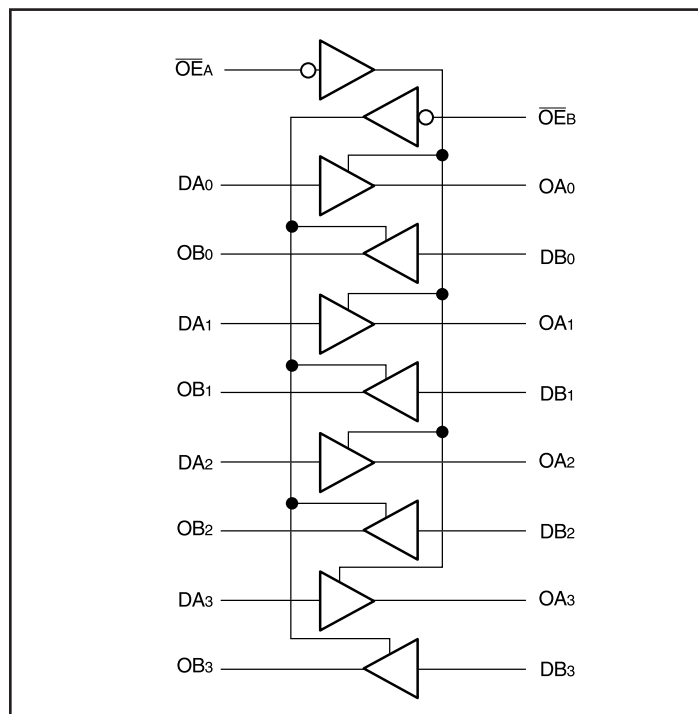 OEA
OEB
DA0 OA0
OB0 DB0
DA1 OA1
OB1 DB1
DA2 OA2
OB2 DB2
DA3 OA3
OB3 DB3